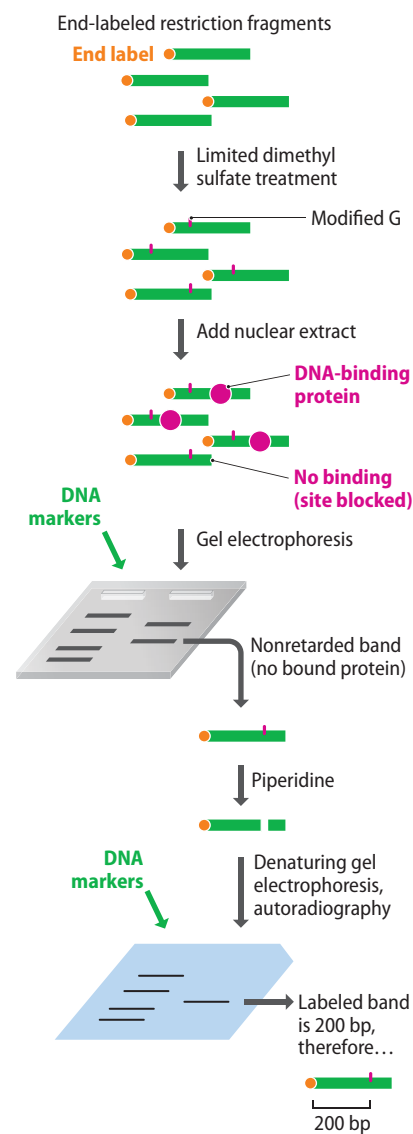 End-labeled restriction fragments
End label
Limited dimethyl
sulfate treatment
Modified G
Add nuclear extract
DNA-binding
protein
No binding
(site blocked)
DNA
markers
Gel electrophoresis
Nonretarded band
(no bound protein)
Piperidine
DNA
markers
Denaturing gel
electrophoresis,
autoradiography
Labeled band
is 200 bp,
therefore…
200 bp